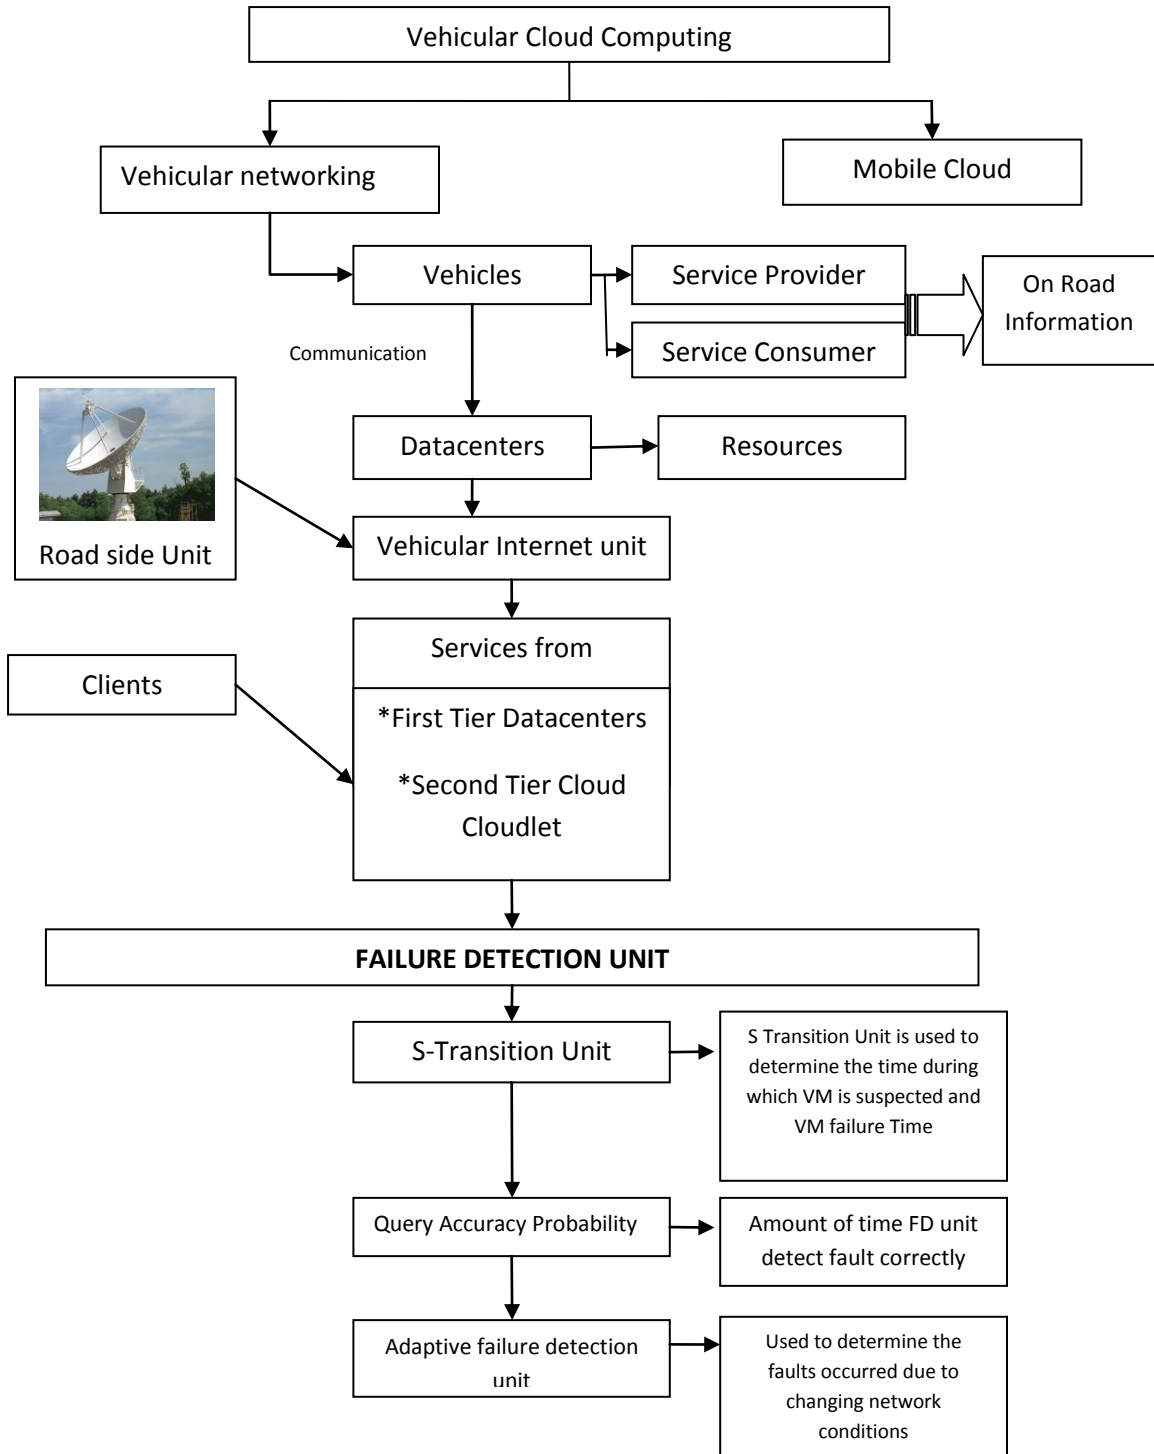 Vehicular Cloud Computing
Vehicular networking
Mobile Cloud
Vehicles
Service Provider
On Road
Information
Service Consumer
Communication
Datacenters
Resources
Road side Unit
Vehicular Internet unit
Services from
Clients
*First Tier Datacenters
*Second Tier Cloud
Cloudlet
FAILURE DETECTION UNIT
S-Transition Unit
S Transition Unit is used to
determine the time during
which VM is suspected and
VM failure Time
Query Accuracy Probability
Amount of time FD unit
detect fault correctly
Adaptive failure detection
unit
Used to determine the
faults occurred due to
changing network
conditions